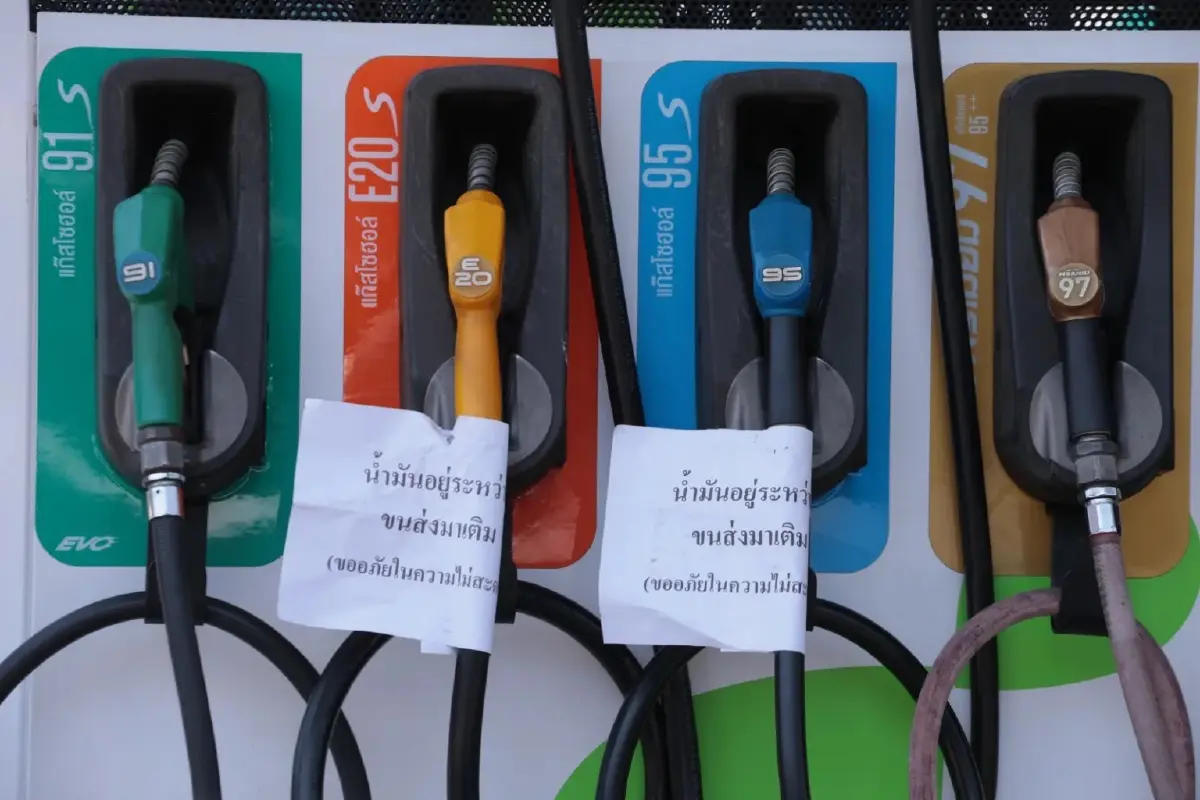 แก๊สโซฮอล์ 91 S
91
EVO
แก๊สโซฮอล์ E20 S
E
20
น้ำมันอยู่ระหว่
ขนส่งมาเติม
(ขออภัยในความไม่สะ
แก๊สโซฮอล์ 95 S
95
น้ำมันอยู่ระหว่
ขนส่งมาเติม
(ขออภัยในความไม่สะ
97
95 ++
97